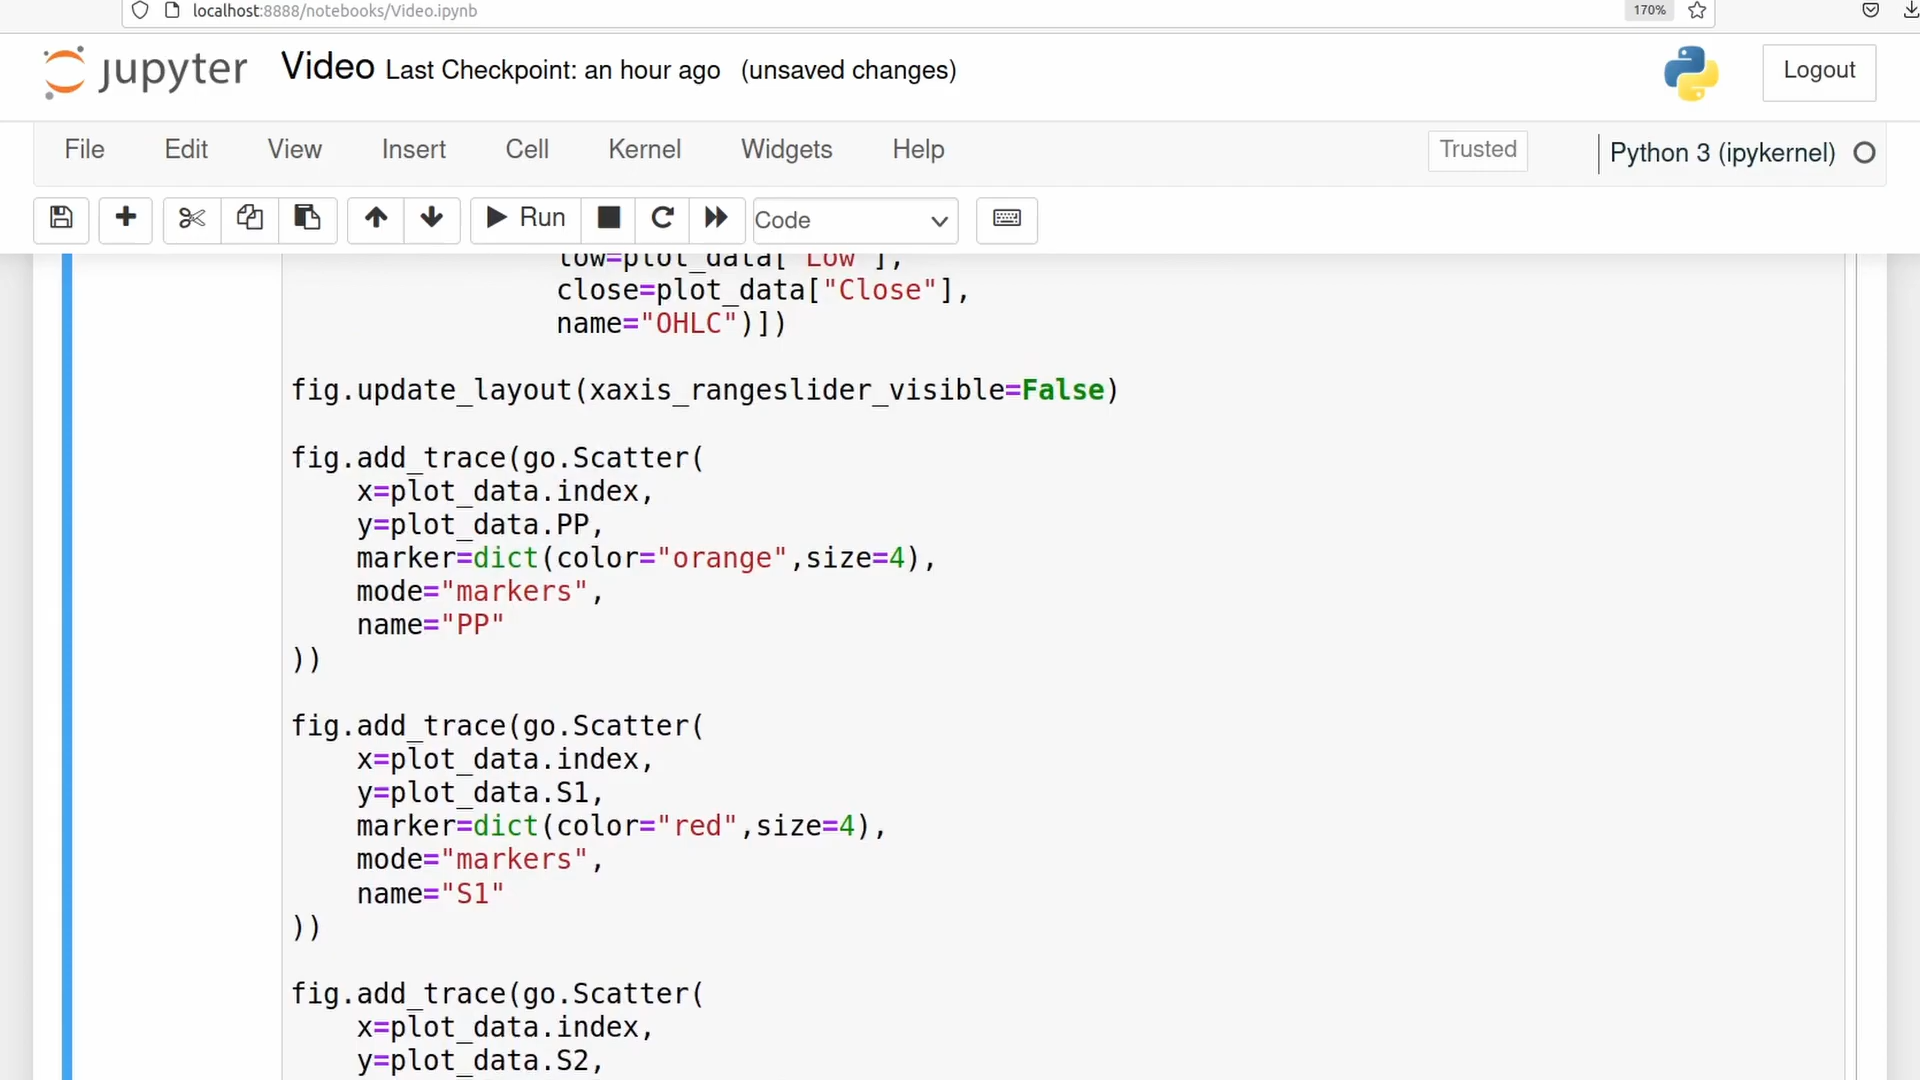 localhost:8888/notebooks/Video.ipynb
170%
jupyter Video Last Checkpoint: an hour ago (unsaved changes)
Logout
File Edit View Insert Cell Kernel Widgets Help
Trusted
Python 3 (ipykernel)
Run
Code
low=plot_data["Low"],
close=plot_data["Close"],
name="OHLC")])
fig.update_layout(xaxis_rangeslider_visible=False)
fig.add_trace(go.Scatter(
x=plot_data.index,
y=plot_data.PP,
marker=dict(color="orange",size=4),
mode="markers",
name="PP"
))
fig.add_trace(go.Scatter(
x=plot_data.index,
y=plot_data.S1,
marker=dict(color="red",size=4),
mode="markers",
name="S1"
))
fig.add_trace(go.Scatter(
x=plot_data.index,
y=plot_data.S2,